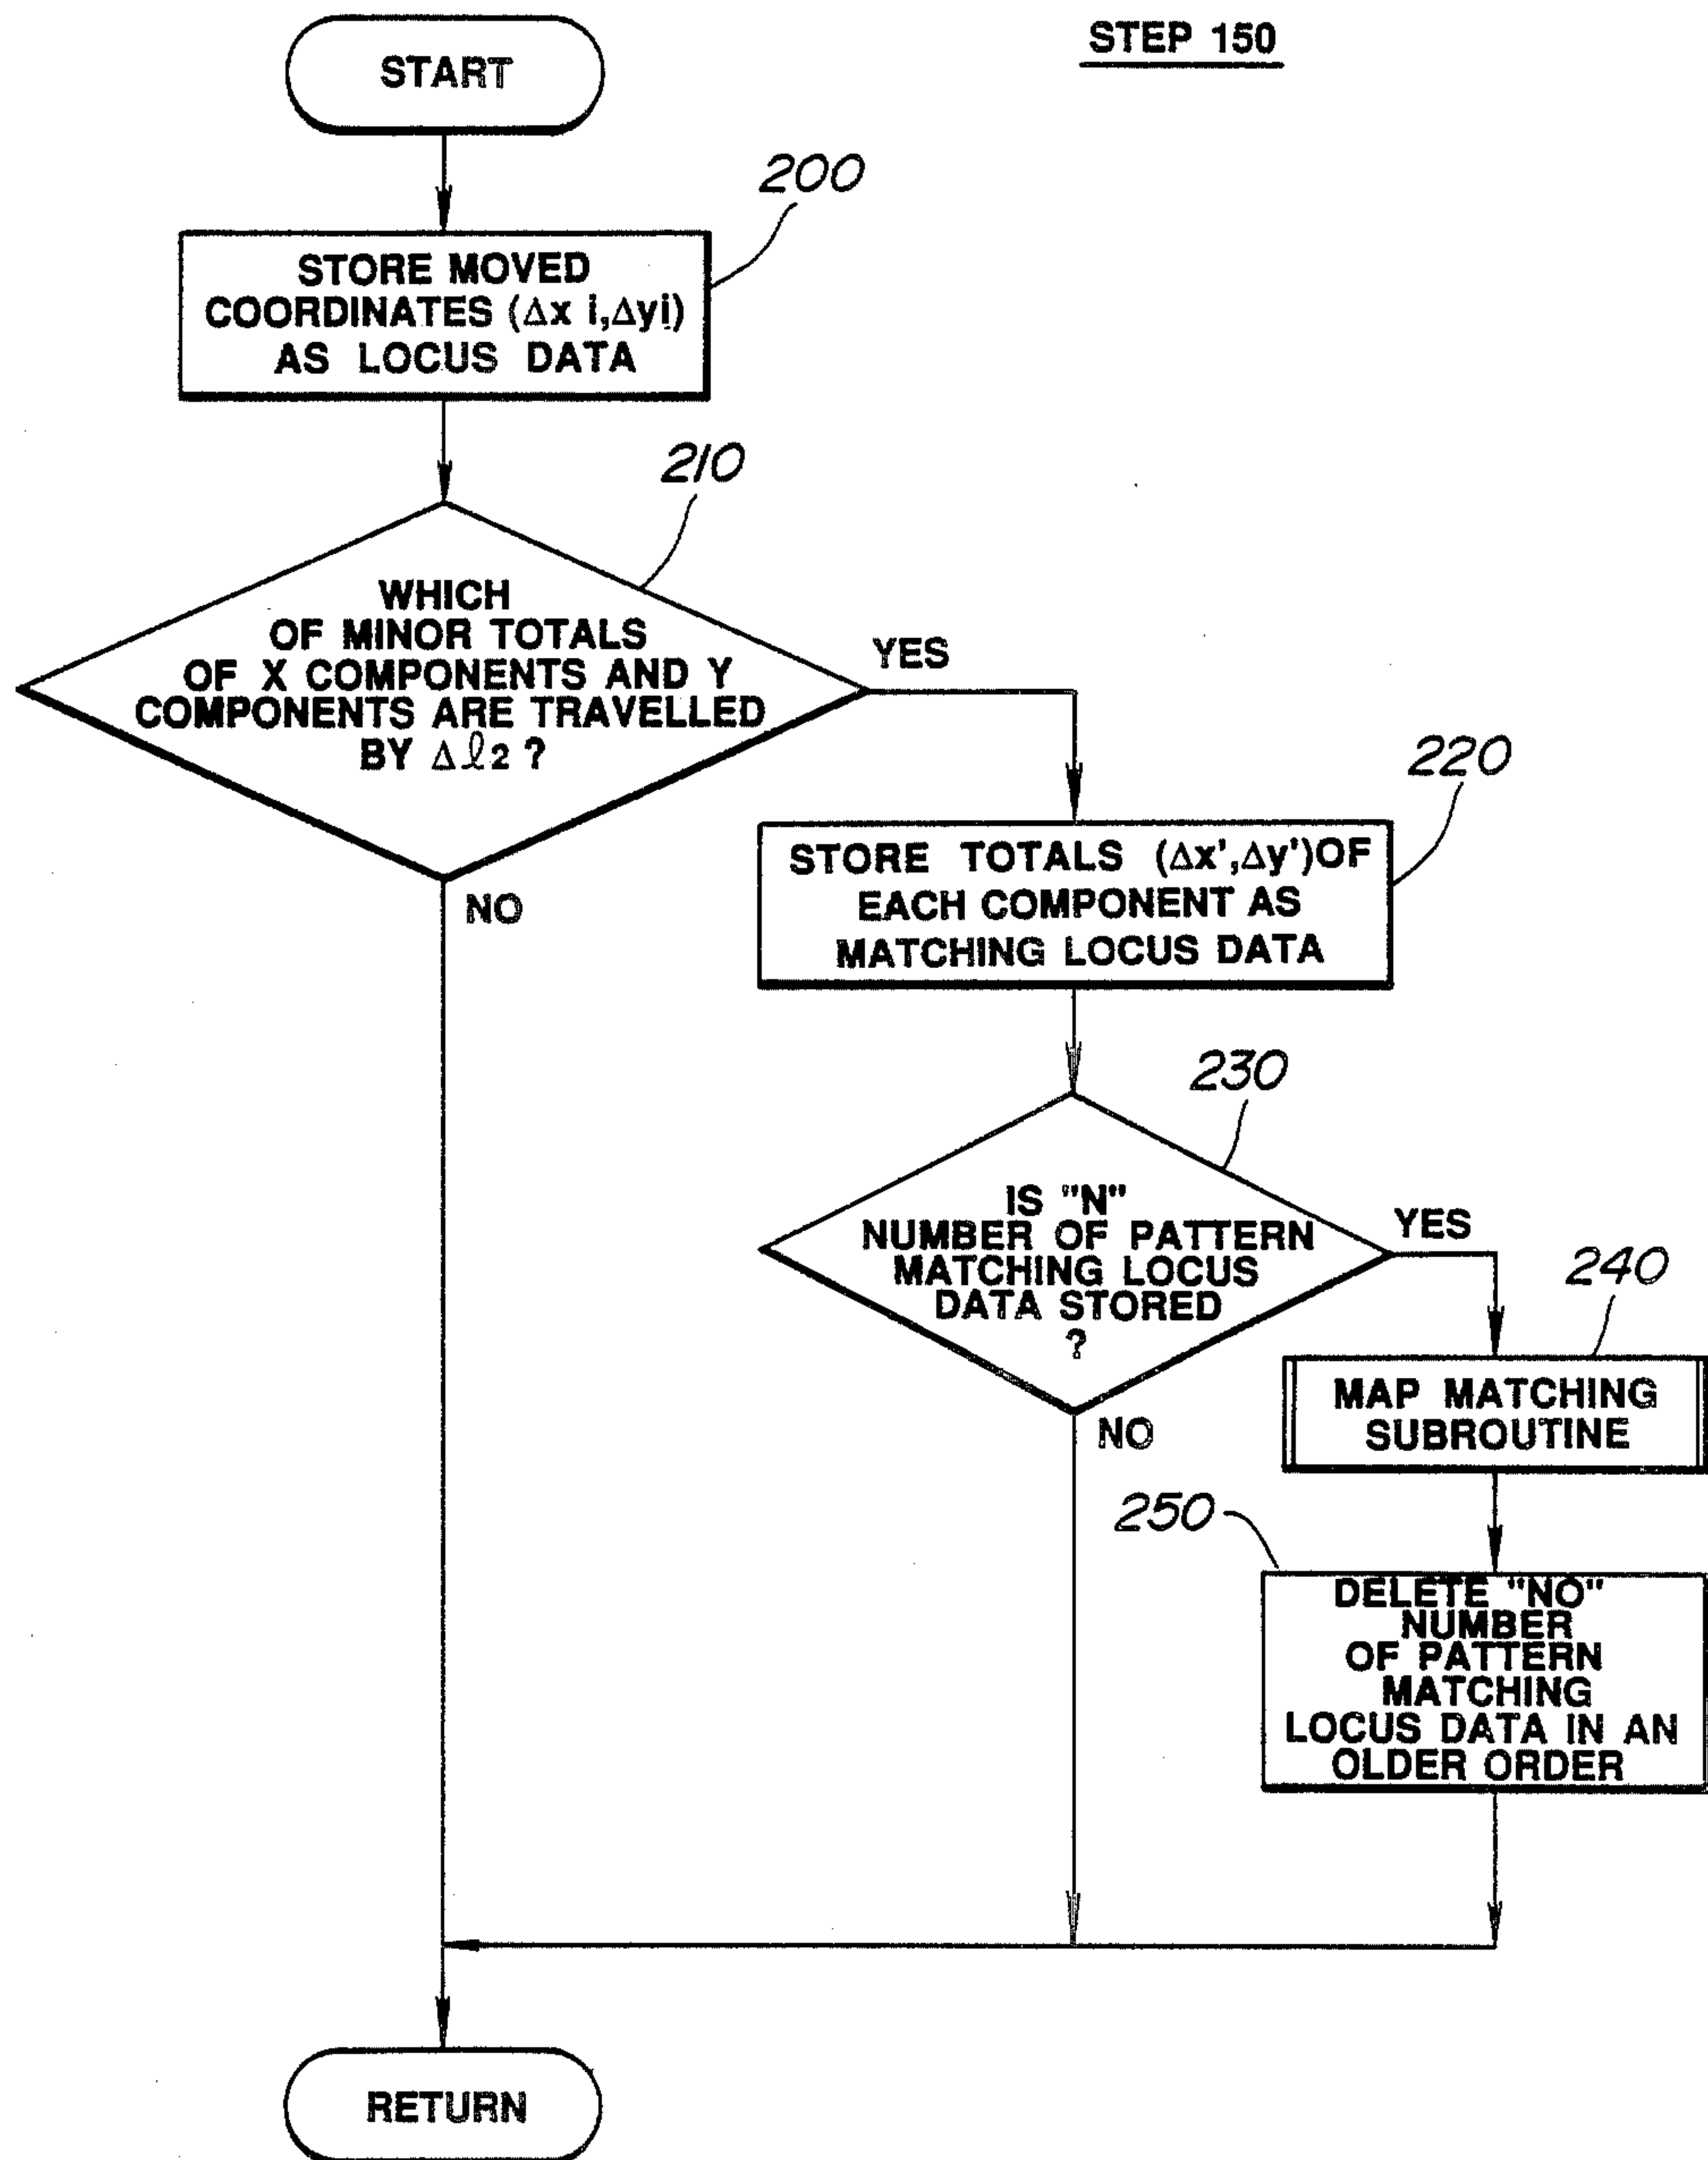 STEP 150
START
200
STORE MOVED
COORDINATES (Δx i,Δyi)
AS LOCUS DATA
210
WHICH
OF MINOR TOTALS
OF X COMPONENTS AND Y
COMPONENTS ARE TRAVELLED
BY Δℓ2 ?
YES
NO
220
STORE TOTALS (Δx',Δy')OF
EACH COMPONENT AS
MATCHING LOCUS DATA
230
IS "N"
NUMBER OF PATTERN
MATCHING LOCUS
DATA STORED
?
YES
NO
240
MAP MATCHING
SUBROUTINE
250
DELETE "NO"
NUMBER
OF PATTERN
MATCHING
LOCUS DATA IN AN
OLDER ORDER
RETURN